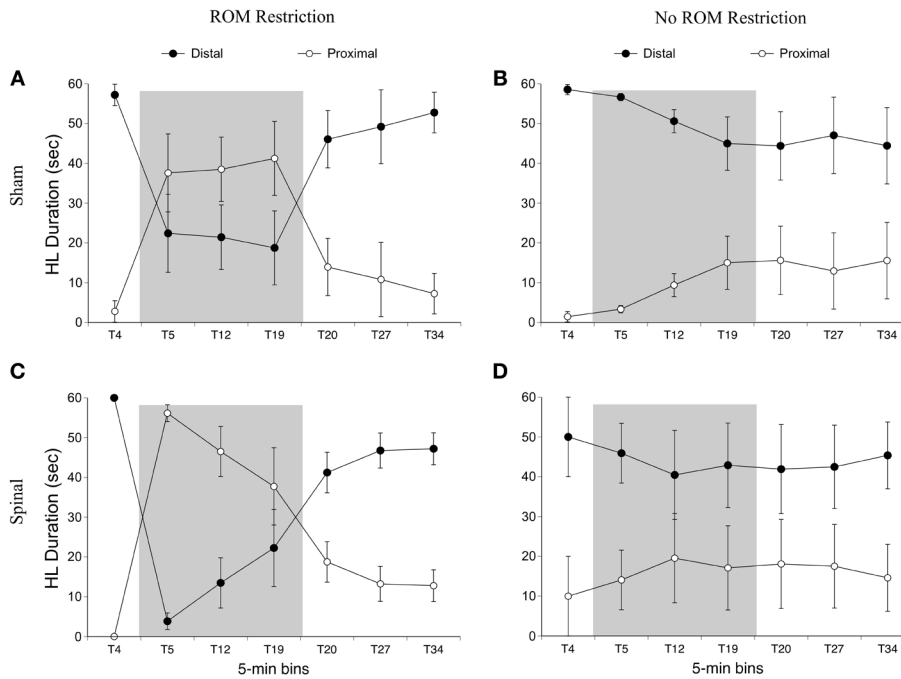 ROM Restriction
No ROM Restriction
Distal
Proximal
Distal
Proximal
A
60
50
40
30
20
10
0
T4 T5 T12 T19 T20 T27 T34
HL Duration (sec)
Sham
B
60
50
40
30
20
10
0
T4 T5 T12 T19 T20 T27 T34
C
60
50
40
30
20
10
0
T4 T5 T12 T19 T20 T27 T34
HL Duration (sec)
Spinal
5-min bins
D
60
50
40
30
20
10
0
T4 T5 T12 T19 T20 T27 T34
5-min bins